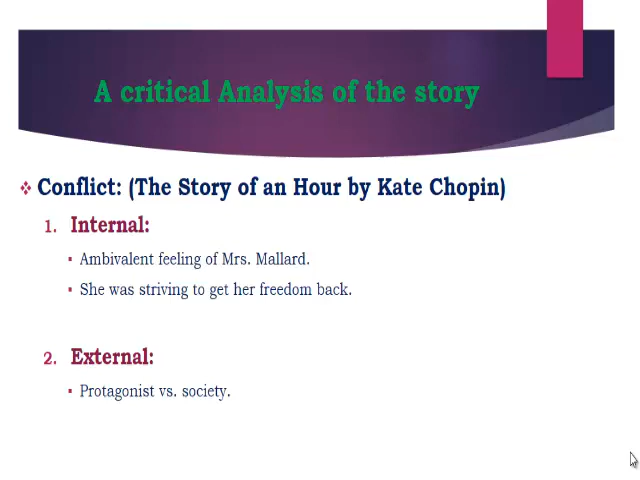 A critical Analysis of the story
❖ Conflict: (The Story of an Hour by Kate Chopin)
1. Internal:
▪ Ambivalent feeling of Mrs. Mallard.
▪ She was striving to get her freedom back.
2. External:
▪ Protagonist vs. society.